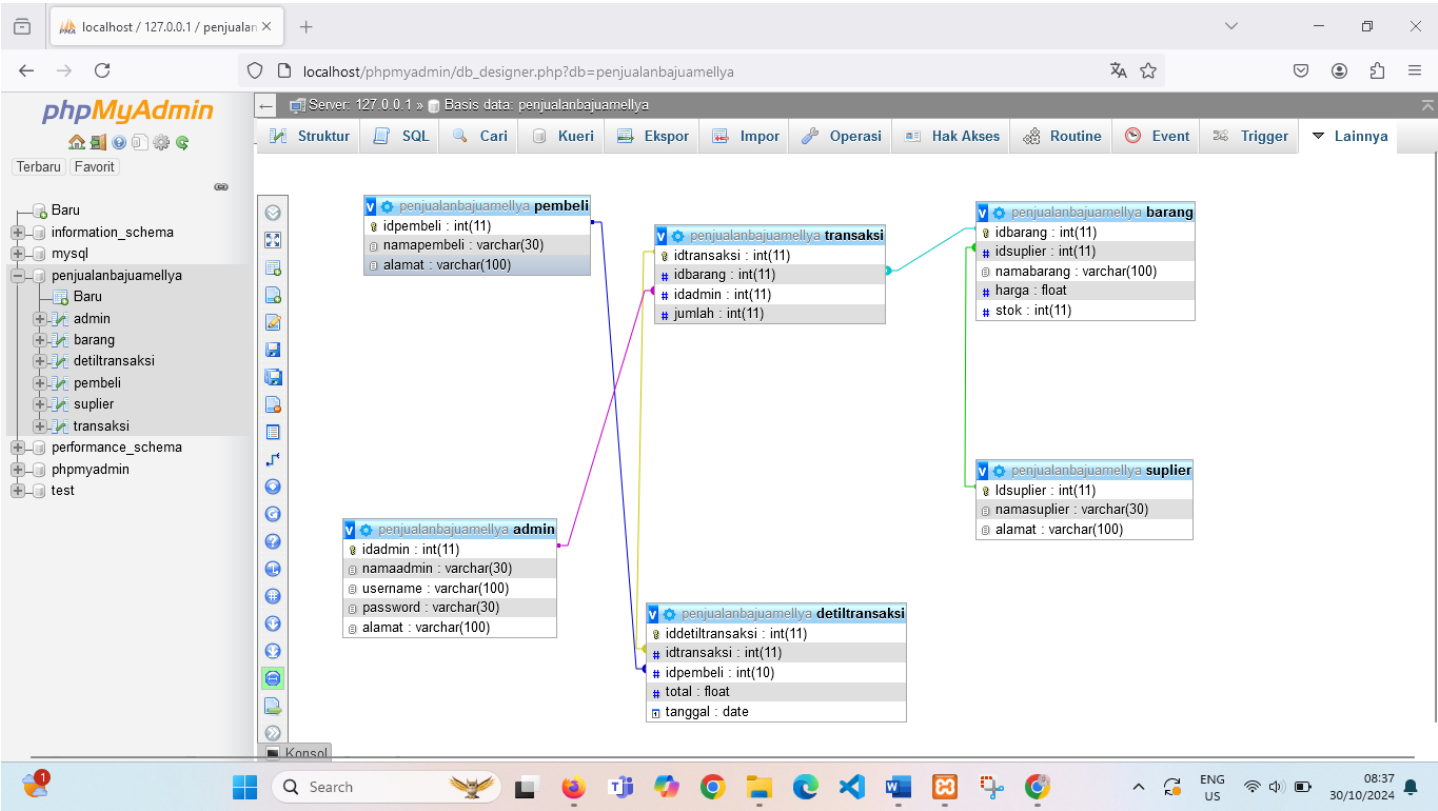 localhost / 127.0.0.1 / penjualan
localhost/phpmyadmin/db_designer.php?db=penjualanbajuamellya
phpMyAdmin
Terbaru Favorit
Baru
information_schema
mysql
penjualanbajuamellya
Baru
admin
barang
detiltransaksi
pembeli
suplier
transaksi
performance_schema
phpmyadmin
test
Server: 127.0.0.1 » Basis data: penjualanbajuamellya
Struktur SQL Cari Kueri Ekspor Impor Operasi Hak Akses Routine Event Trigger Lainnya
penjualanbajuamellya pembeli
idpembeli : int(11)
namapembeli : varchar(30)
alamat : varchar(100)
penjualanbajuamellya transaksi
idtransaksi : int(11)
idbarang : int(11)
idadmin : int(11)
jumlah : int(11)
penjualanbajuamellya barang
idbarang : int(11)
idsuplier : int(11)
namabarang : varchar(100)
harga : float
stok : int(11)
penjualanbajuamellya suplier
Idsuplier : int(11)
namasuplier : varchar(30)
alamat : varchar(100)
penjualanbajuamellya admin
idadmin : int(11)
namaadmin : varchar(30)
username : varchar(100)
password : varchar(30)
alamat : varchar(100)
penjualanbajuamellya detiltransaksi
iddetiltransaksi : int(11)
idtransaksi : int(11)
idpembeli : int(10)
total : float
tanggal : date
Konsol
1
Search
ENG
US
08:37
30/10/2024